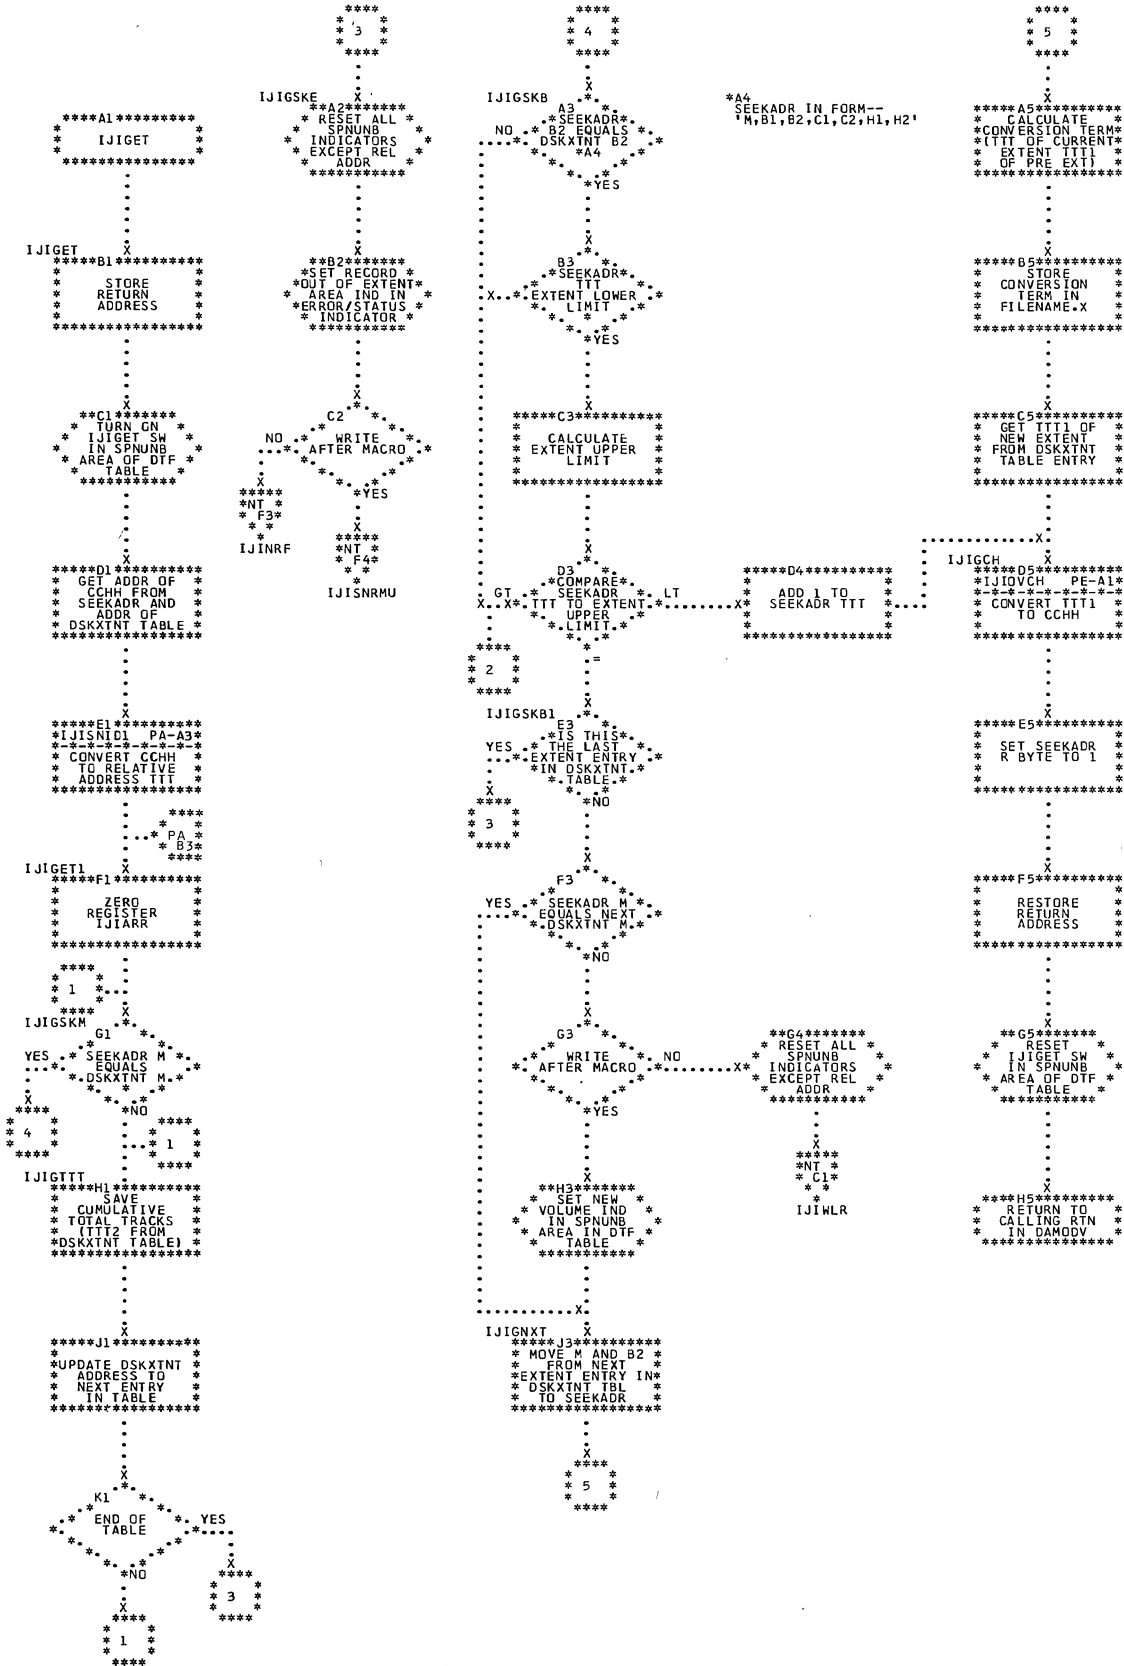 3
4
5
IJIGSKE
IJIGSKB
*A4
SEEKADR IN FORM--
'M,B1,B2,C1,C2,H1,H2'
A1
IJIGET
IJIGET
B1
STORE
RETURN
ADDRESS
C1
TURN ON
IJIGET SW
IN SPNUNB
AREA OF DTF
TABLE
D1
GET ADDR OF
CCHH FROM
SEEKADR AND
ADDR OF
DSKXTNT TABLE
E1
IJISNID1 PA-A3
CONVERT CCHH
TO RELATIVE
ADDRESS TTT
PA
B3
IJIGET1
F1
ZERO
REGISTER
IJIARR
1
IJIGSKM
G1
SEEKADR M
EQUALS
DSKXTNT M
YES
NO
4
1
IJIGTTT
H1
SAVE
CUMULATIVE
TOTAL TRACKS
(TTT2 FROM
DSKXTNT TABLE)
J1
UPDATE DSKXTNT
ADDRESS TO
NEXT ENTRY
IN TABLE
K1
END OF
TABLE
YES
NO
3
1
A2
RESET ALL
SPNUNB
INDICATORS
EXCEPT REL
ADDR
B2
SET RECORD
OUT OF EXTENT
AREA IND IN
ERROR/STATUS
INDICATOR
C2
WRITE
AFTER MACRO
NO
YES
NT
F3
IJINRF
NT
F4
IJISNRMU
A3
SEEKADR
B2 EQUALS
DSKXTNT B2
*A4
NO
YES
B3
SEEKADR
TTT
EXTENT LOWER
LIMIT
YES
C3
CALCULATE
EXTENT UPPER
LIMIT
D3
COMPARE
SEEKADR
TTT TO EXTENT
UPPER
LIMIT
GT
LT
=
2
IJIGSKB1
E3
IS THIS
THE LAST
EXTENT ENTRY
IN DSKXTNT
TABLE
YES
NO
3
F3
SEEKADR M
EQUALS NEXT
DSKXTNT M
YES
NO
G3
WRITE
AFTER MACRO
NO
YES
H3
SET NEW
VOLUME IND
IN SPNUNB
AREA IN DTF
TABLE
IJIGNXT
J3
MOVE M AND B2
FROM NEXT
EXTENT ENTRY IN
DSKXTNT TBL
TO SEEKADR
5
D4
ADD 1 TO
SEEKADR TTT
G4
RESET ALL
SPNUNB
INDICATORS
EXCEPT REL
ADDR
NT
C1
IJIWLR
A5
CALCULATE
CONVERSION TERM
(TTT OF CURRENT
EXTENT TTT1
OF PRE EXT)
B5
STORE
CONVERSION
TERM IN
FILENAME.X
C5
GET TTT1 OF
NEW EXTENT
FROM DSKXTNT
TABLE ENTRY
IJIGCH
D5
IJIOVCH PE-A1
CONVERT TTT1
TO CCHH
E5
SET SEEKADR
R BYTE TO 1
F5
RESTORE
RETURN
ADDRESS
G5
RESET
IJIGET SW
IN SPNUNB
AREA OF DTF
TABLE
H5
RETURN TO
CALLING RTN
IN DAMODV